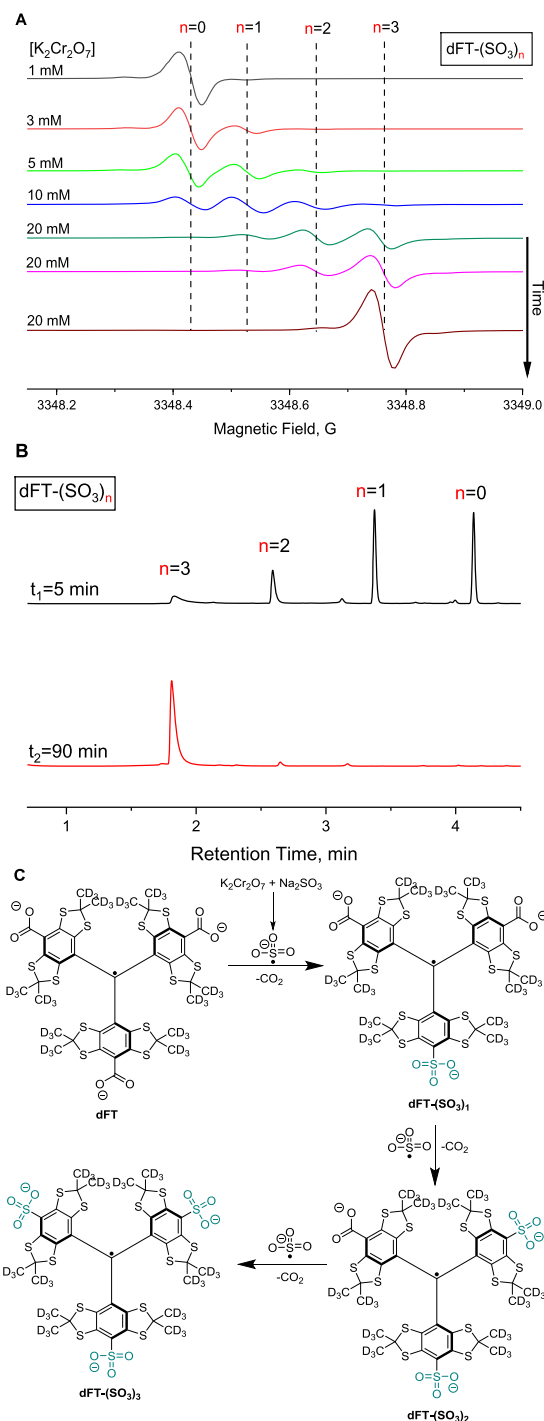 A
[K2Cr2O7]
n=0 n=1 n=2 n=3
dFT-(SO3)n
1 mM
3 mM
5 mM
10 mM
20 mM
20 mM
20 mM
Time
3348.2 3348.4 3348.6 3348.8 3349.0
Magnetic Field, G
B
dFT-(SO3)n
n=3 n=2 n=1 n=0
t1=5 min
t2=90 min
1 2 3 4
Retention Time, min
C
K2Cr2O7 + Na2SO3
-CO2
dFT
dFT-(SO3)1
-CO2
-CO2
dFT-(SO3)3
dFT-(SO3)2